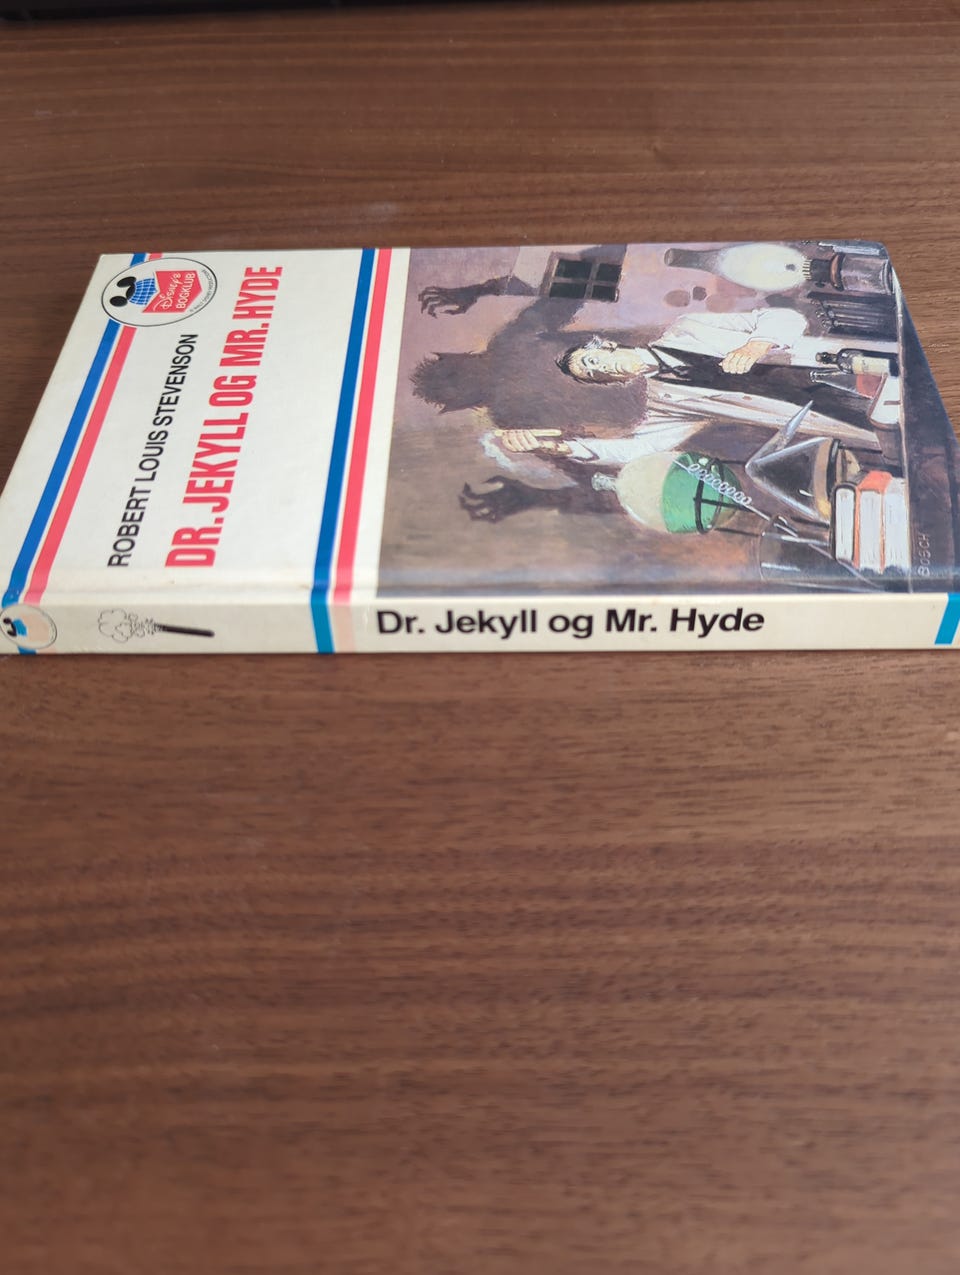 Disney's
BOGKLUB
ROBERT LOUIS STEVENSON
DR. JEKYLL OG MR. HYDE
BOSCH
Dr. Jekyll og Mr. Hyde